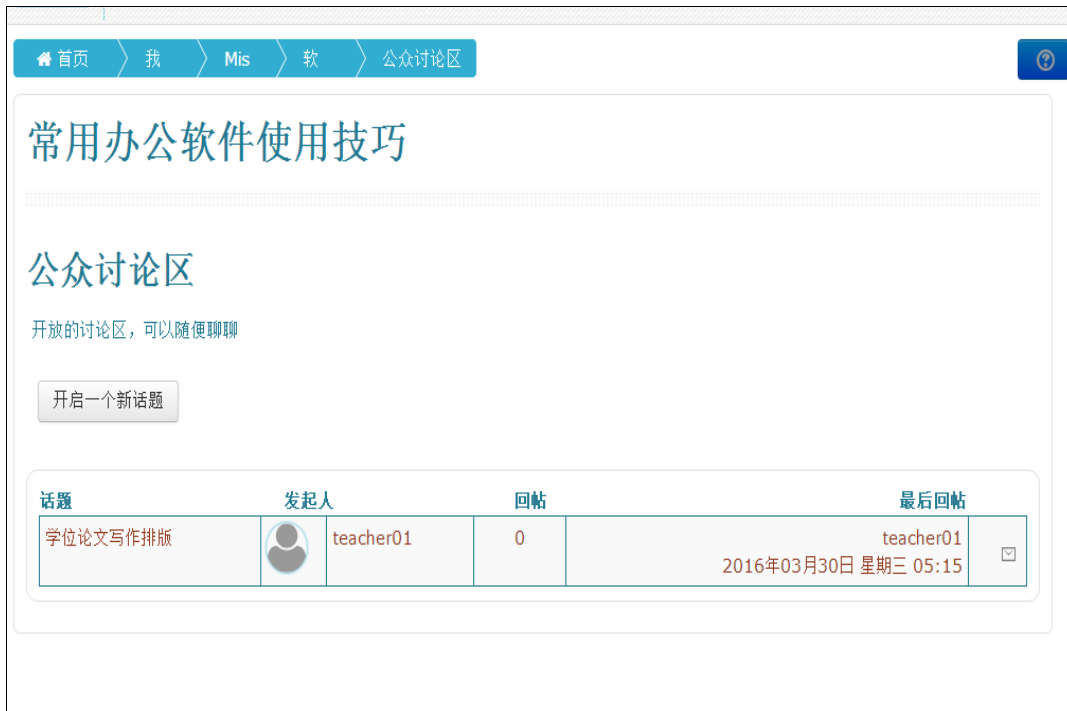 首页 我 Mis 软 公众讨论区
常用办公软件使用技巧
公众讨论区
开放的讨论区，可以随便聊聊
开启一个新话题
话题 发起人 回帖 最后回帖
学位论文写作排版 teacher01 0 teacher01
2016年03月30日 星期三 05:15